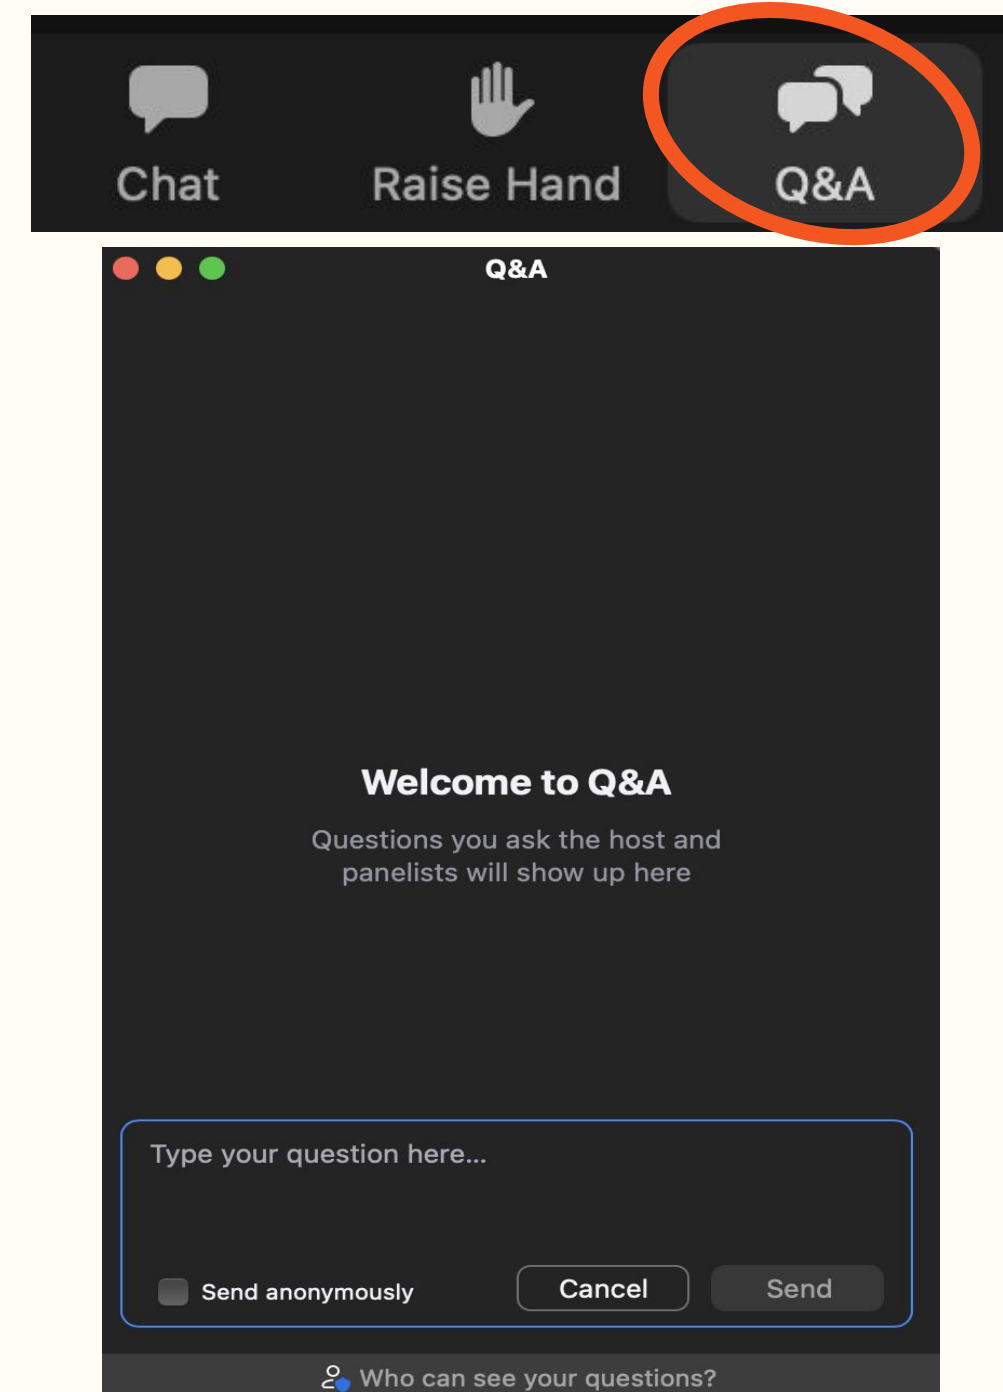 Chat Raise Hand Q&A
Q&A
Welcome to Q&A
Questions you ask the host and
panelists will show up here
Type your question here...
Send anonymously Cancel Send
Who can see your questions?